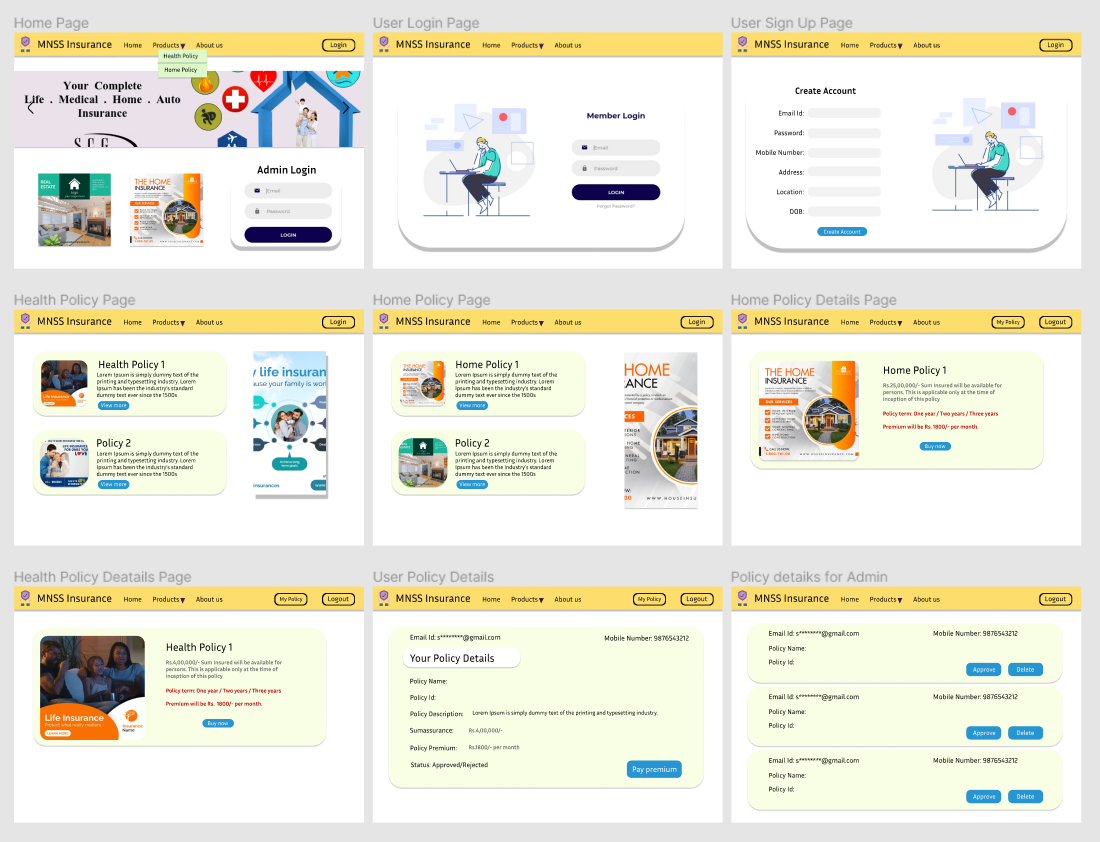 Home Page
MNSS Insurance Home Products About us Login
Health Policy
Home Policy
Your Complete
Life . Medical . Home . Auto
Insurance
REAL
ESTATE
THE HOME
INSURANCE
OUR SERVICES
Admin Login
Email
Password
LOGIN
User Login Page
MNSS Insurance Home Products About us Login
Member Login
Email
Password
LOGIN
Forgot Password?
User Sign Up Page
MNSS Insurance Home Products About us Login
Create Account
Email Id:
Password:
Mobile Number:
Address:
Location:
DOB:
Create Account
Health Policy Page
MNSS Insurance Home Products About us Login
Health Policy 1
Lorem Ipsum is simply dummy text of the
printing and typesetting industry. Lorem
Ipsum has been the industry's standard
dummy text ever since the 1500s
View more
Policy 2
Lorem Ipsum is simply dummy text of the
printing and typesetting industry. Lorem
Ipsum has been the industry's standard
dummy text ever since the 1500s
View more
y life insuran
ause your family is wor
nsurances
Home Policy Page
MNSS Insurance Home Products About us Login
Home Policy 1
Lorem Ipsum is simply dummy text of the
printing and typesetting industry. Lorem
Ipsum has been the industry's standard
dummy text ever since the 1500s
View more
Policy 2
Lorem Ipsum is simply dummy text of the
printing and typesetting industry. Lorem
Ipsum has been the industry's standard
dummy text ever since the 1500s
View more
HOME
ANCE
CES
WWW.HOUSEINSU
Home Policy Details Page
MNSS Insurance Home Products About us My Policy Logout
THE HOME
INSURANCE
OUR SERVICES
Home Policy 1
Rs.25,00,000/- Sum Insured will be available for
persons. This is applicable only at the time of
inception of this policy
Policy term: One year / Two years / Three years
Premium will be Rs. 1800/- per month.
Buy now
Health Policy Deatails Page
MNSS Insurance Home Products About us My Policy Logout
Life Insurance
Protect what really matters.
LEARN MORE
Insurance
Name
Health Policy 1
Rs.4,00,000/- Sum Insured will be available for
persons. This is applicable only at the time of
inception of this policy
Policy term: One year / Two years / Three years
Premium will be Rs. 1800/- per month.
Buy now
User Policy Details
MNSS Insurance Home Products About us My Policy Logout
Email Id: s********@gmail.com Mobile Number: 9876543212
Your Policy Details
Policy Name:
Policy Id:
Policy Description: Lorem Ipsum is simply dummy text of the printing and typesetting industry.
Sumassurance: Rs.4,00,000/-
Policy Premium: Rs.1800/- per month
Status: Approved/Rejected
Pay premium
Policy detaiks for Admin
MNSS Insurance Home Products About us Logout
Email Id: s********@gmail.com Mobile Number: 9876543212
Policy Name:
Policy Id:
Approve Delete
Email Id: s********@gmail.com Mobile Number: 9876543212
Policy Name:
Policy Id:
Approve Delete
Email Id: s********@gmail.com Mobile Number: 9876543212
Policy Name:
Policy Id:
Approve Delete